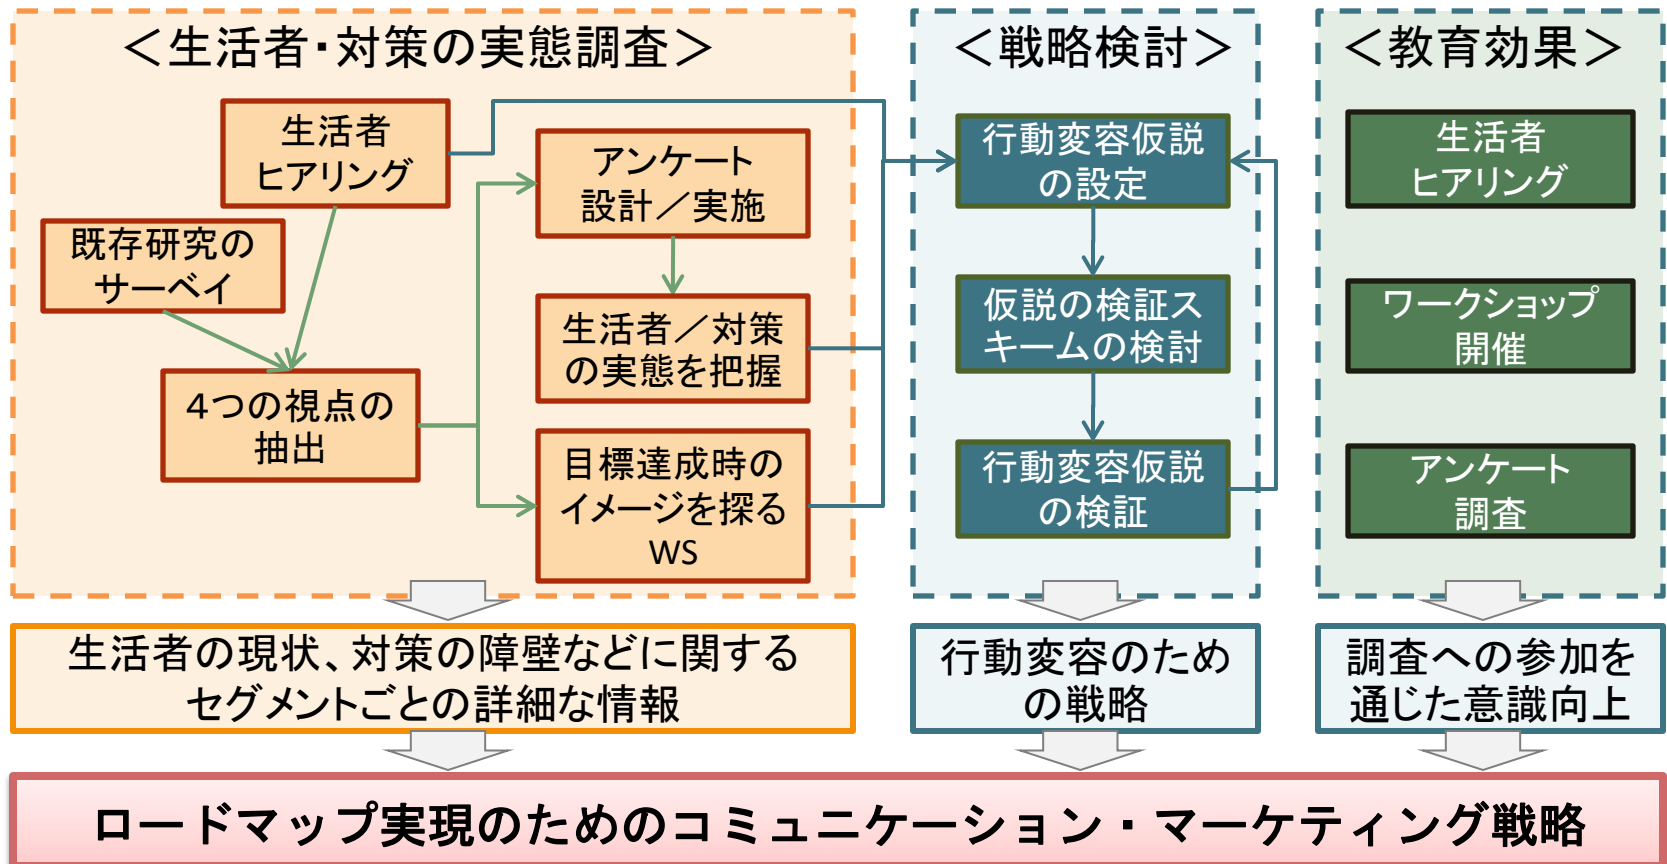 ＜生活者・対策の実態調査＞
生活者
ヒアリング
既存研究の
サーベイ
４つの視点の
抽出
アンケート
設計／実施
生活者／対策
の実態を把握
目標達成時の
イメージを探る
WS
＜戦略検討＞
行動変容仮説
の設定
仮説の検証ス
キームの検討
行動変容仮説
の検証
＜教育効果＞
生活者
ヒアリング
ワークショップ
開催
アンケート
調査
生活者の現状、対策の障壁などに関する
セグメントごとの詳細な情報
行動変容のため
の戦略
調査への参加を
通じた意識向上
ロードマップ実現のためのコミュニケーション・マーケティング戦略